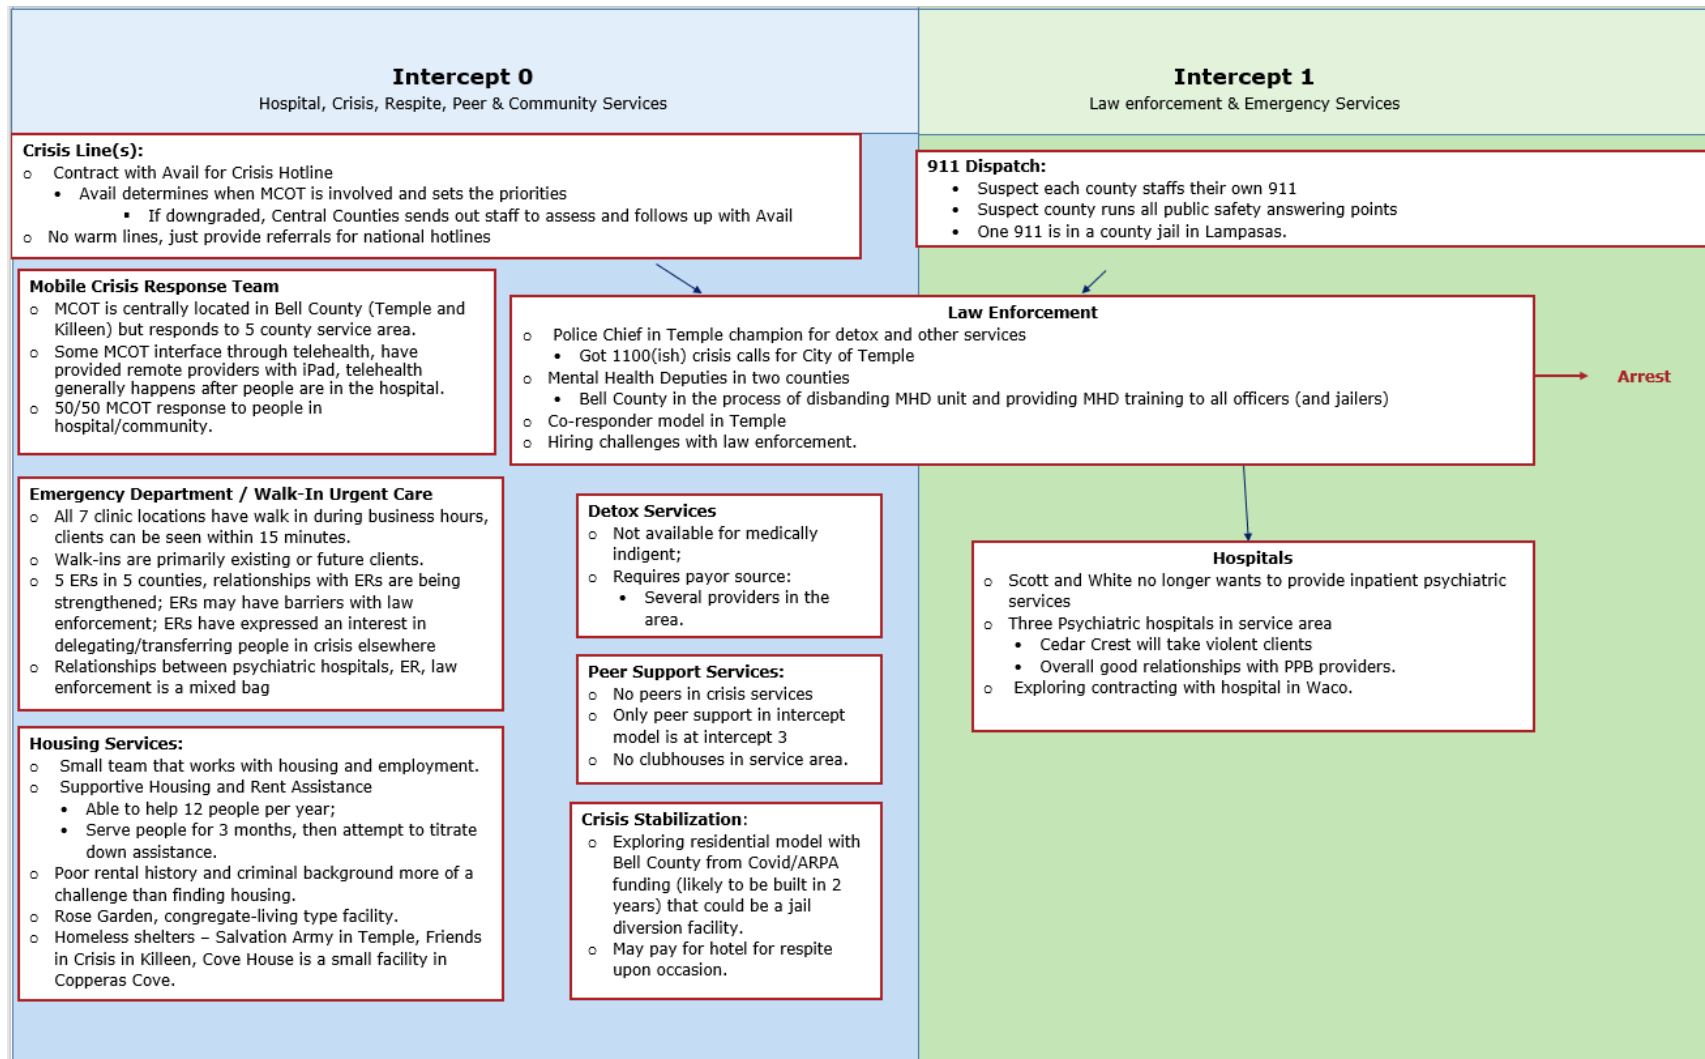 Intercept 0
Hospital, Crisis, Respite, Peer & Community Services
Intercept 1
Law enforcement & Emergency Services
Crisis Line(s):
o Contract with Avail for Crisis Hotline
• Avail determines when MCOT is involved and sets the priorities
▪ If downgraded, Central Counties sends out staff to assess and follows up with Avail
o No warm lines, just provide referrals for national hotlines
911 Dispatch:
• Suspect each county staffs their own 911
• Suspect county runs all public safety answering points
• One 911 is in a county jail in Lampasas.
Mobile Crisis Response Team
o MCOT is centrally located in Bell County (Temple and
Killeen) but responds to 5 county service area.
o Some MCOT interface through telehealth, have
provided remote providers with iPad, telehealth
generally happens after people are in the hospital.
o 50/50 MCOT response to people in
hospital/community.
Law Enforcement
o Police Chief in Temple champion for detox and other services
• Got 1100(ish) crisis calls for City of Temple
o Mental Health Deputies in two counties
• Bell County in the process of disbanding MHD unit and providing MHD training to all officers (and jailers)
o Co-responder model in Temple
o Hiring challenges with law enforcement.
Arrest
Emergency Department / Walk-In Urgent Care
o All 7 clinic locations have walk in during business hours,
clients can be seen within 15 minutes.
o Walk-ins are primarily existing or future clients.
o 5 ERs in 5 counties, relationships with ERs are being
strengthened; ERs may have barriers with law
enforcement; ERs have expressed an interest in
delegating/transferring people in crisis elsewhere
o Relationships between psychiatric hospitals, ER, law
enforcement is a mixed bag
Detox Services
o Not available for medically
indigent;
o Requires payor source:
• Several providers in the
area.
Hospitals
o Scott and White no longer wants to provide inpatient psychiatric
services
o Three Psychiatric hospitals in service area
• Cedar Crest will take violent clients
• Overall good relationships with PPB providers.
o Exploring contracting with hospital in Waco.
Peer Support Services:
o No peers in crisis services
o Only peer support in intercept
model is at intercept 3
o No clubhouses in service area.
Housing Services:
o Small team that works with housing and employment.
o Supportive Housing and Rent Assistance
• Able to help 12 people per year;
• Serve people for 3 months, then attempt to titrate
down assistance.
o Poor rental history and criminal background more of a
challenge than finding housing.
o Rose Garden, congregate-living type facility.
o Homeless shelters – Salvation Army in Temple, Friends
in Crisis in Killeen, Cove House is a small facility in
Copperas Cove.
Crisis Stabilization:
o Exploring residential model with
Bell County from Covid/ARPA
funding (likely to be built in 2
years) that could be a jail
diversion facility.
o May pay for hotel for respite
upon occasion.